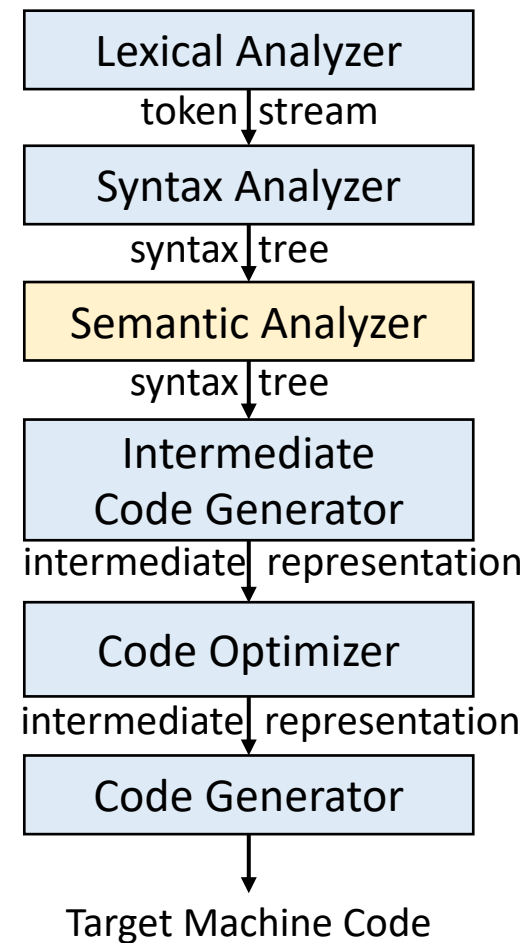 Lexical Analyzer
token stream
Syntax Analyzer
syntax tree
Semantic Analyzer
syntax tree
Intermediate
Code Generator
intermediate representation
Code Optimizer
intermediate representation
Code Generator
Target Machine Code